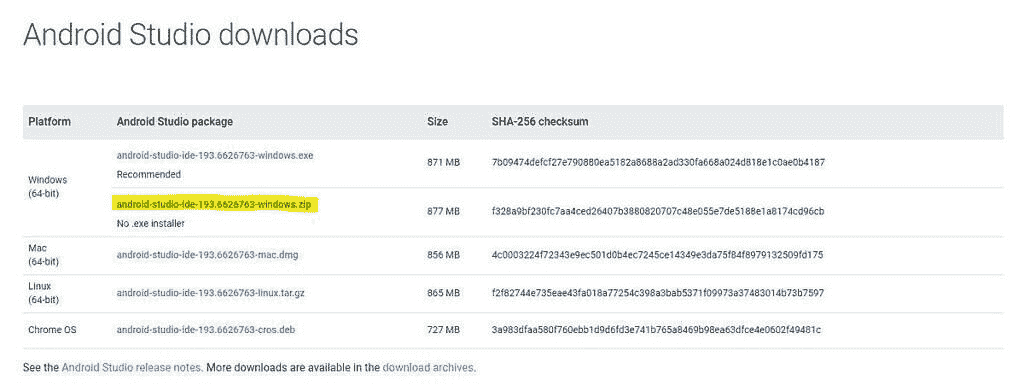 Android Studio downloads
Platform Android Studio package Size SHA-256 checksum
Windows (64-bit)
android-studio-ide-193.6626763-windows.exe
Recommended
871 MB 7b09474defcf27e790880ea5182a8688a2ad330fa668a024d818e1c0ae0b4187
android-studio-ide-193.6626763-windows.zip
No .exe installer
877 MB f328a9bf230fc7aa4ced26407b3880820707c48e055e7de5188e1a8174cd96cb
Mac (64-bit)
android-studio-ide-193.6626763-mac.dmg 856 MB 4c0003224f72343e9ec501d0b4ec7245ce14349e3da75f84f8979132509fd175
Linux (64-bit)
android-studio-ide-193.6626763-linux.tar.gz 865 MB f2f82744e735eae43fa018a77254c398a3bab5371f09973a37483014b73b7597
Chrome OS android-studio-ide-193.6626763-cros.deb 727 MB 3a983dfaa580f760ebb1d9d6fd3e741b765a8469b98ea63dfce4e0602f49481c
See the Android Studio release notes. More downloads are available in the download archives.